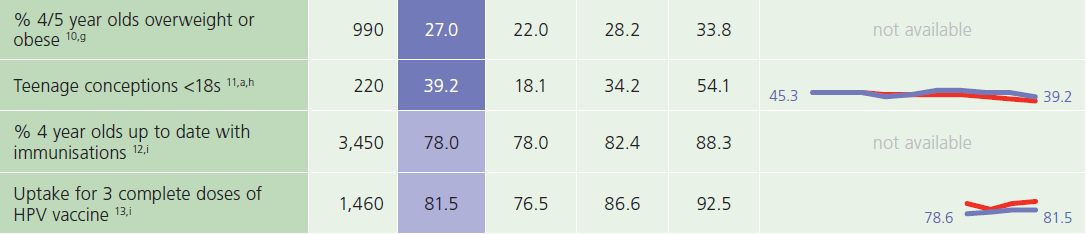 % 4/5 year olds overweight or
obese 10,g 990 27.0 22.0 28.2 33.8 not available
Teenage conceptions <18s 11,a,h 220 39.2 18.1 34.2 54.1 45.3 39.2
% 4 year olds up to date with
immunisations 12,i 3,450 78.0 78.0 82.4 88.3 not available
Uptake for 3 complete doses of
HPV vaccine 13,i 1,460 81.5 76.5 86.6 92.5 78.6 81.5